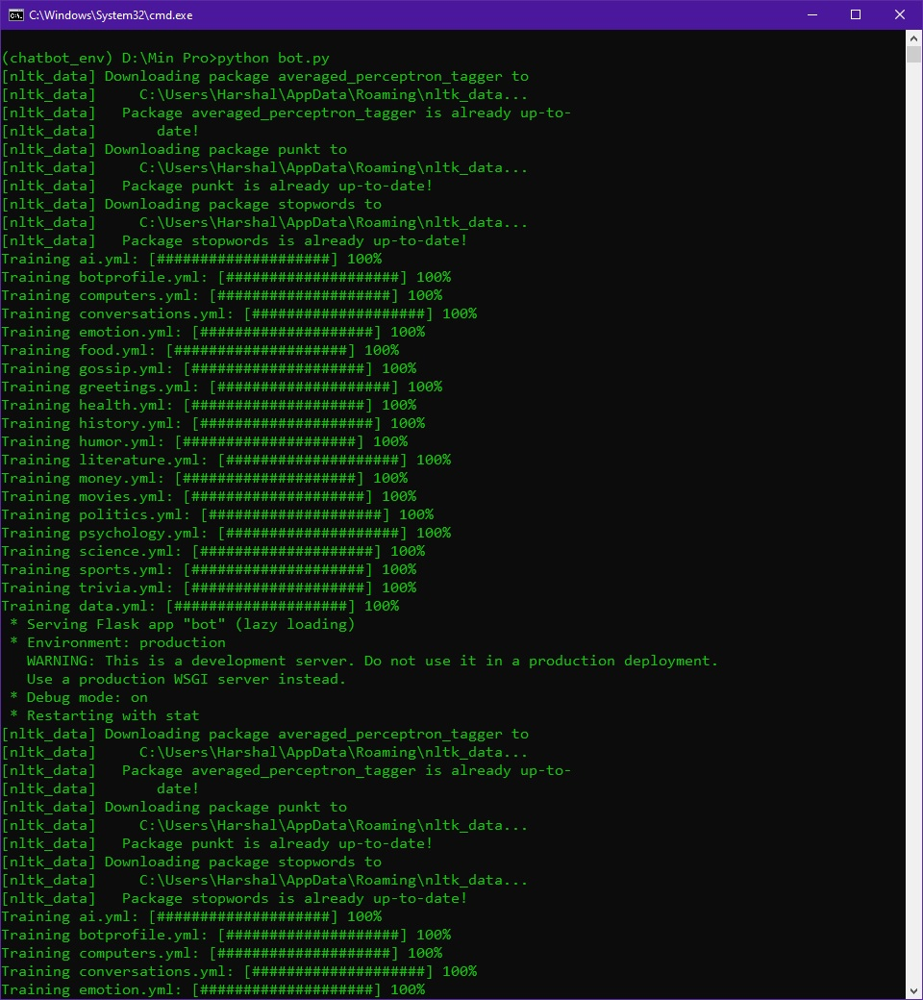 C:\Windows\System32\cmd.exe
(chatbot_env) D:\Min Pro>python bot.py
[nltk_data] Downloading package averaged_perceptron_tagger to
[nltk_data]     C:\Users\Harshal\AppData\Roaming\nltk_data...
[nltk_data]   Package averaged_perceptron_tagger is already up-to-
[nltk_data]       date!
[nltk_data] Downloading package punkt to
[nltk_data]     C:\Users\Harshal\AppData\Roaming\nltk_data...
[nltk_data]   Package punkt is already up-to-date!
[nltk_data] Downloading package stopwords to
[nltk_data]     C:\Users\Harshal\AppData\Roaming\nltk_data...
[nltk_data]   Package stopwords is already up-to-date!
Training ai.yml: [####################] 100%
Training botprofile.yml: [####################] 100%
Training computers.yml: [####################] 100%
Training conversations.yml: [####################] 100%
Training emotion.yml: [####################] 100%
Training food.yml: [####################] 100%
Training gossip.yml: [####################] 100%
Training greetings.yml: [####################] 100%
Training health.yml: [####################] 100%
Training history.yml: [####################] 100%
Training humor.yml: [####################] 100%
Training literature.yml: [####################] 100%
Training money.yml: [####################] 100%
Training movies.yml: [####################] 100%
Training politics.yml: [####################] 100%
Training psychology.yml: [####################] 100%
Training science.yml: [####################] 100%
Training sports.yml: [####################] 100%
Training trivia.yml: [####################] 100%
Training data.yml: [####################] 100%
 * Serving Flask app "bot" (lazy loading)
 * Environment: production
   WARNING: This is a development server. Do not use it in a production deployment.
   Use a production WSGI server instead.
 * Debug mode: on
 * Restarting with stat
[nltk_data] Downloading package averaged_perceptron_tagger to
[nltk_data]     C:\Users\Harshal\AppData\Roaming\nltk_data...
[nltk_data]   Package averaged_perceptron_tagger is already up-to-
[nltk_data]       date!
[nltk_data] Downloading package punkt to
[nltk_data]     C:\Users\Harshal\AppData\Roaming\nltk_data...
[nltk_data]   Package punkt is already up-to-date!
[nltk_data] Downloading package stopwords to
[nltk_data]     C:\Users\Harshal\AppData\Roaming\nltk_data...
[nltk_data]   Package stopwords is already up-to-date!
Training ai.yml: [####################] 100%
Training botprofile.yml: [####################] 100%
Training computers.yml: [####################] 100%
Training conversations.yml: [####################] 100%
Training emotion.yml: [####################] 100%